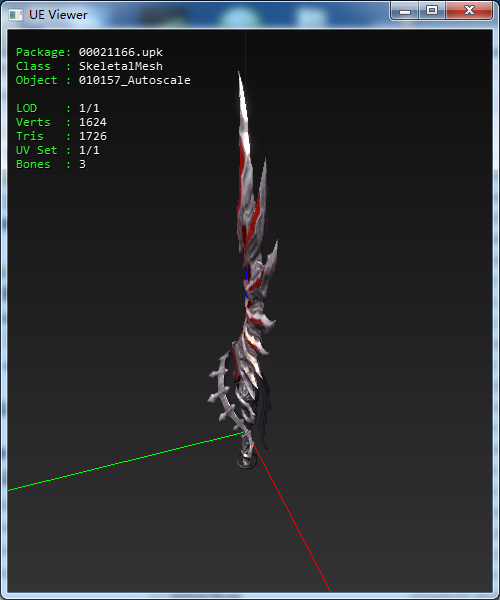 UE Viewer
Package: 00021166.upk
Class : SkeletalMesh
Object : 010157_Autoscale
LOD : 1/1
Verts : 1624
Tris : 1726
UV Set : 1/1
Bones : 3